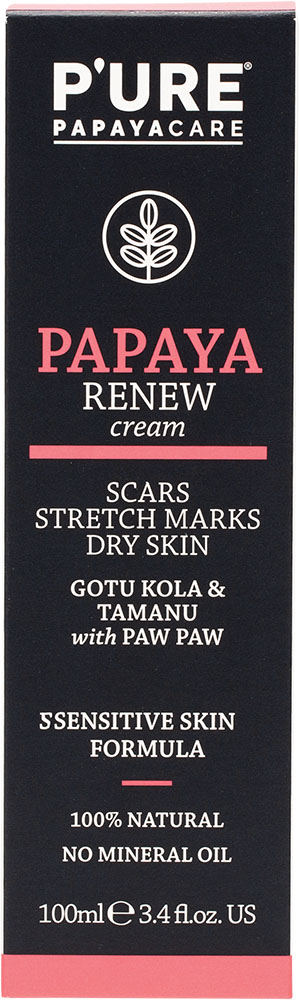 P'URE®
PAPAYACARE
PAPAYA
RENEW
cream
SCARS
STRETCH MARKS
DRY SKIN
GOTU KOLA &
TAMANU
with PAW PAW
SENSITIVE SKIN
FORMULA
100% NATURAL
NO MINERAL OIL
100ml℮ 3.4 fl.oz. US